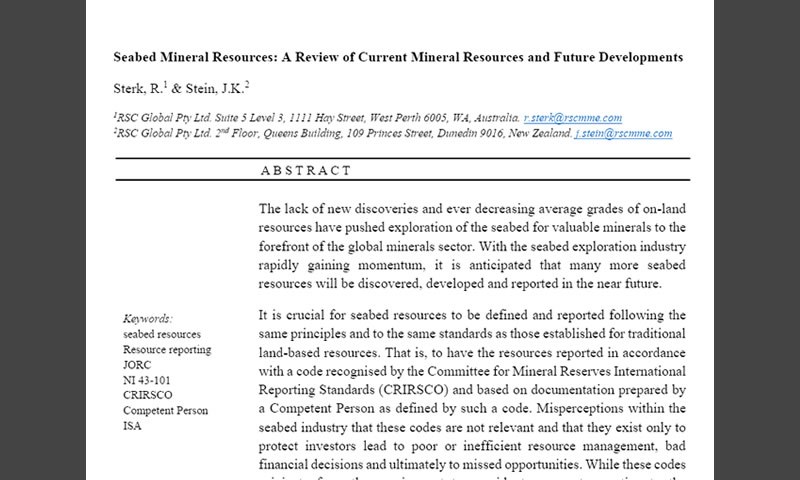 Seabed Mineral Resources: A Review of Current Mineral Resources and Future Developments
Sterk, R.1 & Stein, J.K.2
1RSC Global Pty Ltd. Suite 5 Level 3, 1111 Hay Street, West Perth 6005, WA, Australia. r.sterk@rscmme.com
2RSC Global Pty Ltd. 2nd Floor, Queens Building, 109 Princes Street, Dunedin 9016, New Zealand. j.stein@rscmme.com
ABSTRACT
The lack of new discoveries and ever decreasing average grades of on-land
resources have pushed exploration of the seabed for valuable minerals to the
forefront of the global minerals sector. With the seabed exploration industry
rapidly gaining momentum, it is anticipated that many more seabed
resources will be discovered, developed and reported in the near future.
Keywords:
seabed resources
Resource reporting
JORC
NI 43-101
CRIRSCO
Competent Person
ISA
It is crucial for seabed resources to be defined and reported following the
same principles and to the same standards as those established for traditional
land-based resources. That is, to have the resources reported in accordance
with a code recognised by the Committee for Mineral Reserves International
Reporting Standards (CRIRSCO) and based on documentation prepared by
a Competent Person as defined by such a code. Misperceptions within the
seabed industry that these codes are not relevant and that they exist only to
protect investors lead to poor or inefficient resource management, bad
financial decisions and ultimately to missed opportunities. While these codes